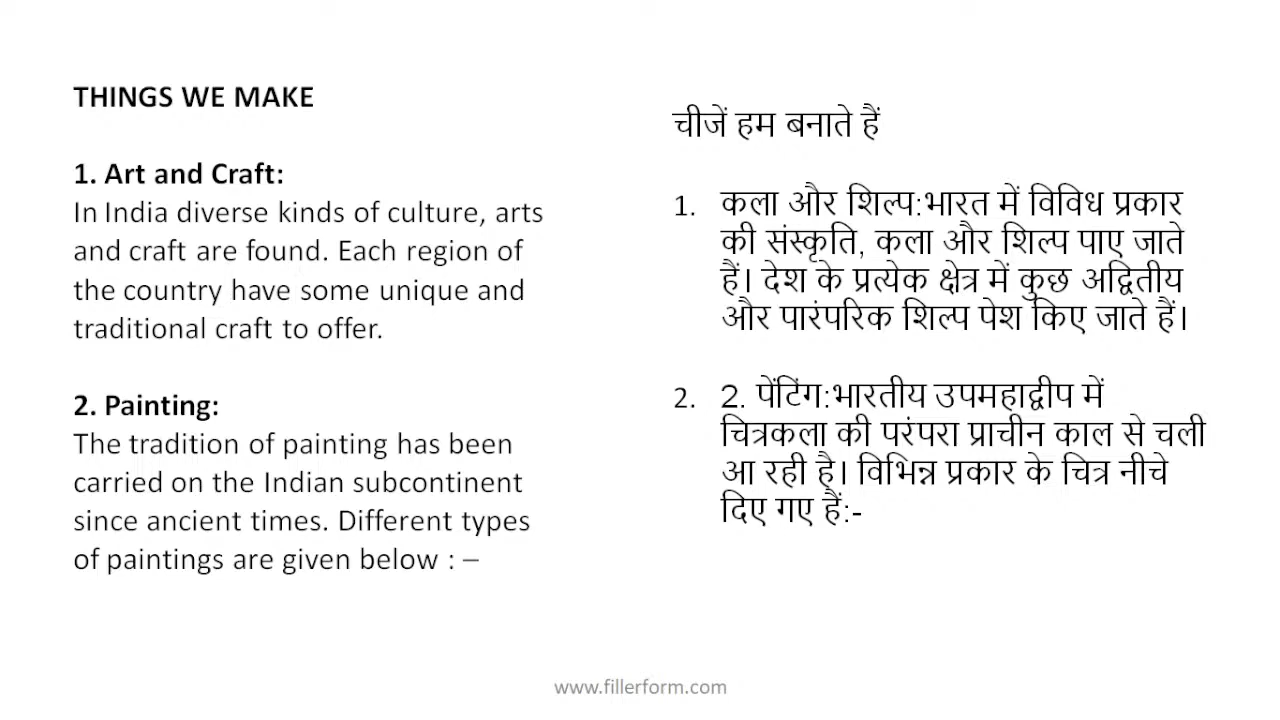 THINGS WE MAKE
1. Art and Craft:
In India diverse kinds of culture, arts
and craft are found. Each region of
the country have some unique and
traditional craft to offer.
2. Painting:
The tradition of painting has been
carried on the Indian subcontinent
since ancient times. Different types
of paintings are given below : –
चीजें हम बनाते हैं
1. कला और शिल्प:भारत में विविध प्रकार
की संस्कृति, कला और शिल्प पाए जाते
हैं। देश के प्रत्येक क्षेत्र में कुछ अद्वितीय
और पारंपरिक शिल्प पेश किए जाते हैं।
2. 2. पेंटिंग:भारतीय उपमहाद्वीप में
चित्रकला की परंपरा प्राचीन काल से चली
आ रही है। विभिन्न प्रकार के चित्र नीचे
दिए गए हैं:-
www.fillerform.com